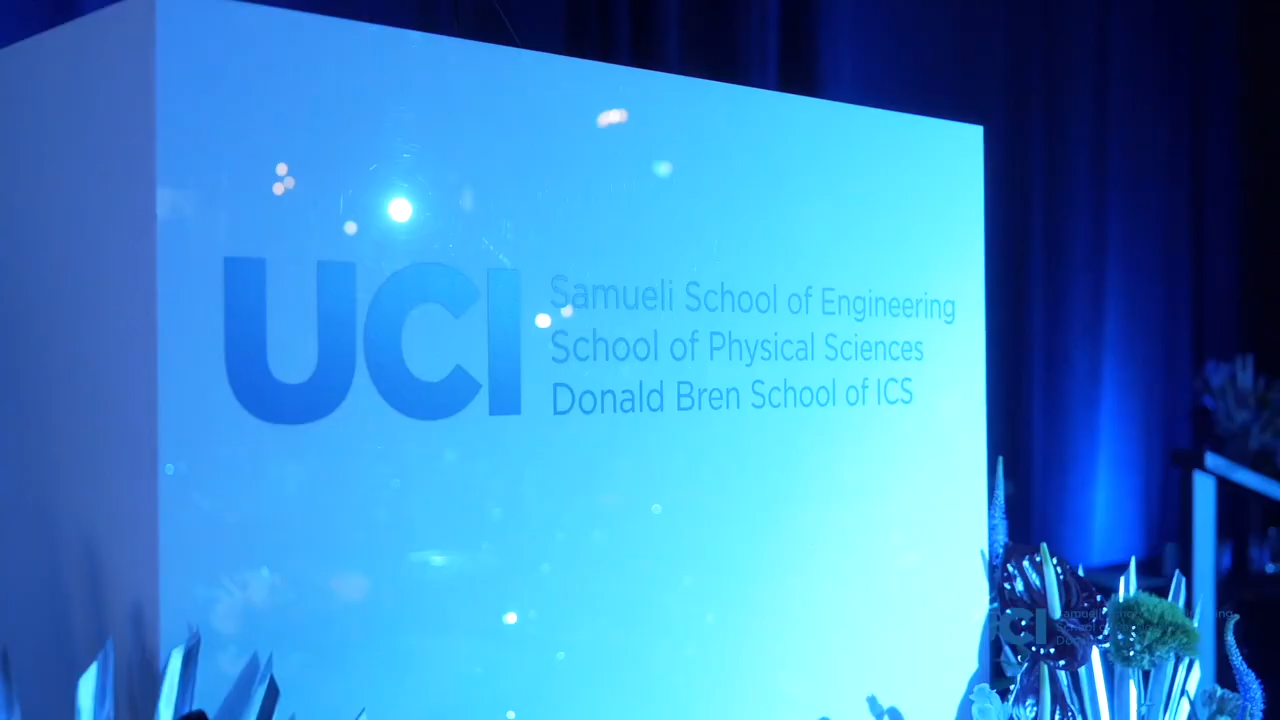 UCI
Samueli School of Engineering
School of Physical Sciences
Donald Bren School of ICS